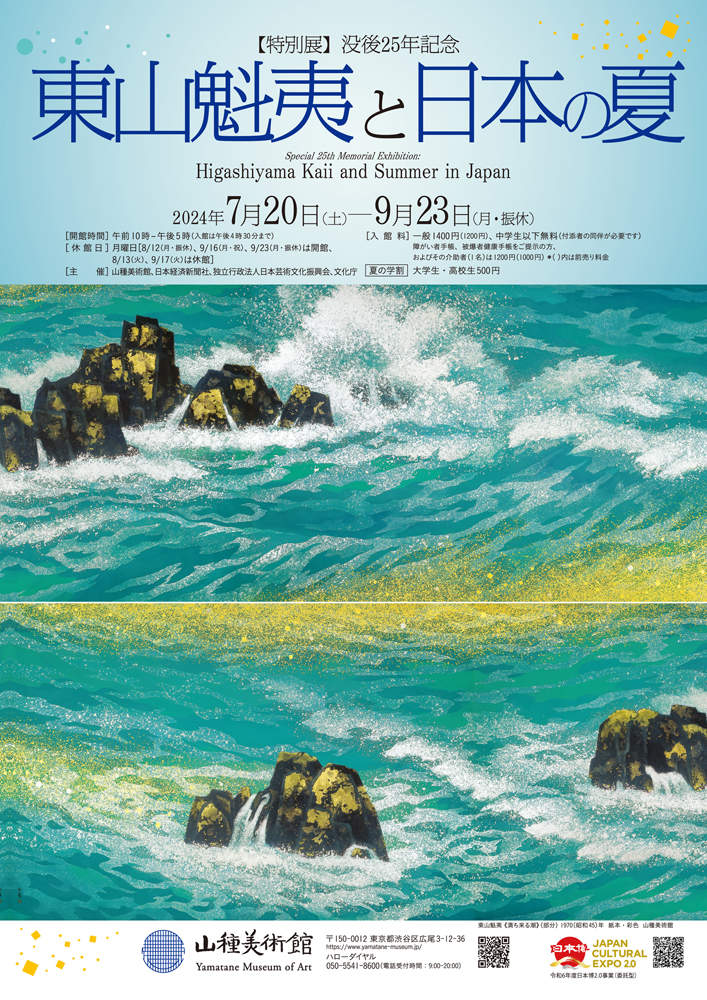 【特別展】没後25年記念
東山魁夷と日本の夏
Special 25th Memorial Exhibition:
Higashiyama Kaii and Summer in Japan
2024年7月20日(土)―9月23日(月・振休)
[開館時間]午前10時－午後5時(入館は午後4時30分まで)
[休館日]月曜日[8/12(月・振休)、9/16(月・祝)、9/23(月・振休)は開館、
8/13(火)、9/17(火)は休館]
[主催]山種美術館、日本経済新聞社、独立行政法人日本芸術文化振興会、文化庁
[入館料]一般1400円(1200円)、中学生以下無料(付添者の同伴が必要です)
障がい者手帳、被爆者健康手帳をご提示の方、
およびその介助者(1名)は1200円(1000円) *( )内は前売り料金
夏の学割 大学生・高校生500円
東山魁夷《満ち来る潮》(部分) 1970(昭和45)年 紙本・彩色 山種美術館
山種美術館
Yamatane Museum of Art
〒150-0012 東京都渋谷区広尾3-12-36
https://www.yamatane-museum.jp/
ハローダイヤル
050-5541-8600(電話受付時間：9:00-20:00)
日本博
JAPAN
CULTURAL
EXPO 2.0
令和6年度日本博2.0事業(委託型)